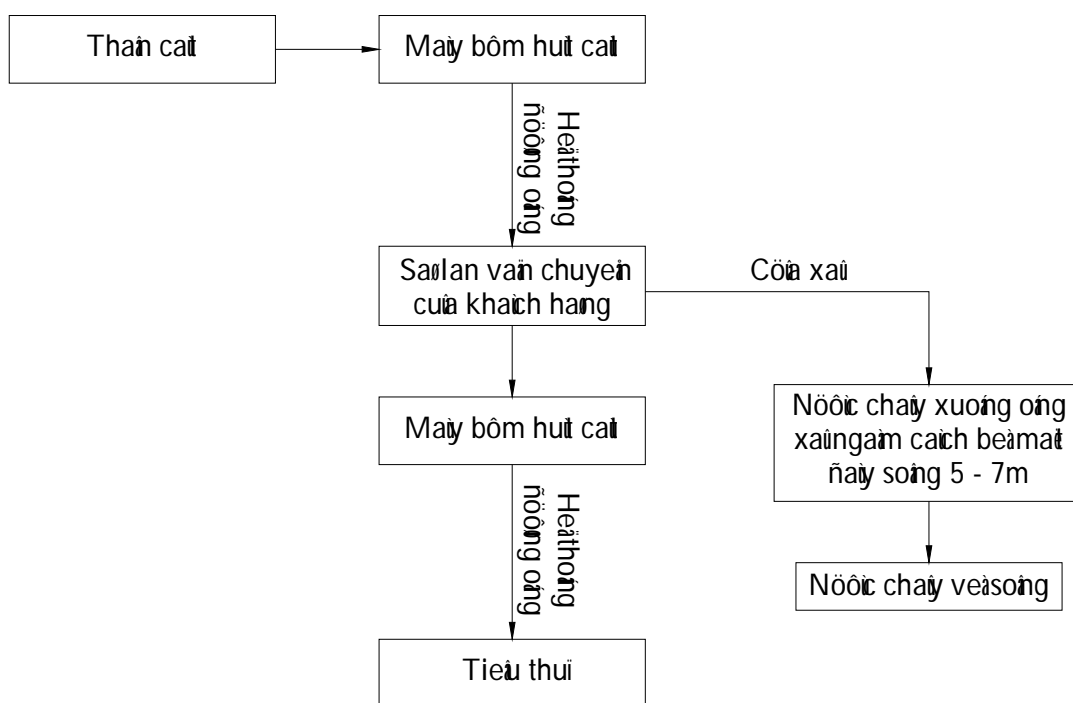 Thaân caùt
Maùy bôm huùt caùt
Heä thoáng
ñöôøng oáng
Saø lan vaän chuyeån
cuûa khaùch haøng
Cöûa xaû
Maùy bôm huùt caùt
Nöôùc chaûy xuoáng oáng
xaû ngaàm caùch beà maët
ñaùy soâng 5 - 7m
Heä thoáng
ñöôøng oáng
Nöôùc chaûy veà soâng
Tieâu thuï